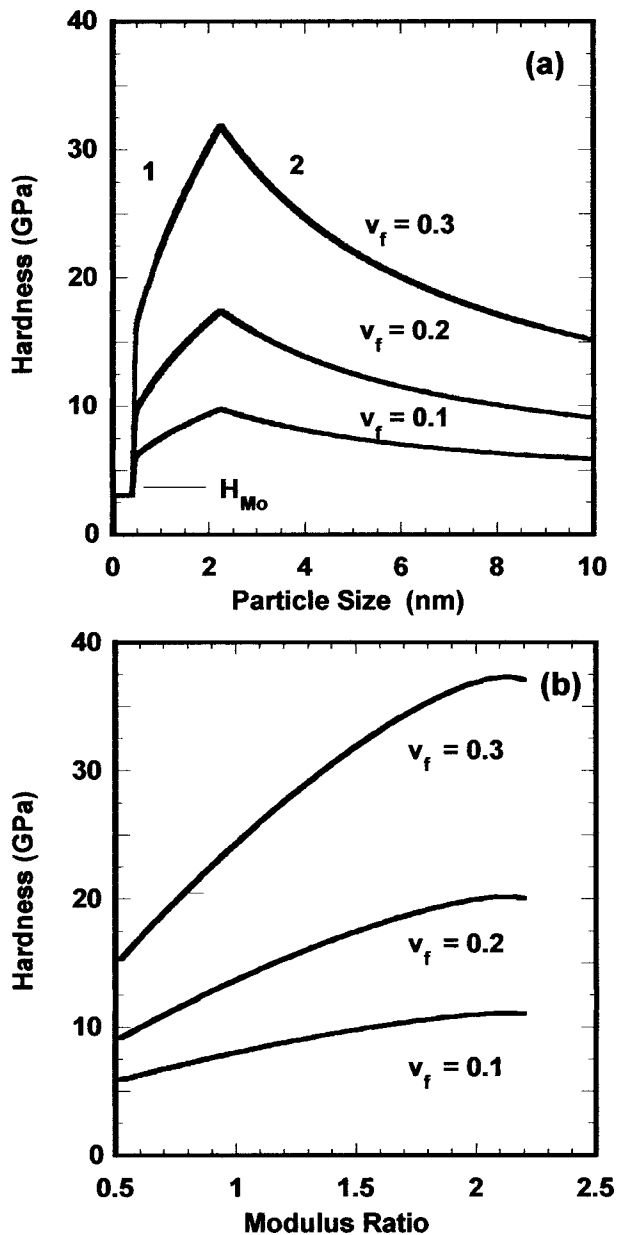 40
(a)
30
1
2
v_f = 0.3
20
v_f = 0.2
10
v_f = 0.1
H_Mo
0
0 2 4 6 8 10
Particle Size (nm)
Hardness (GPa)
40
(b)
v_f = 0.3
30
20
v_f = 0.2
10
v_f = 0.1
0
0.5 1 1.5 2 2.5
Modulus Ratio
Hardness (GPa)